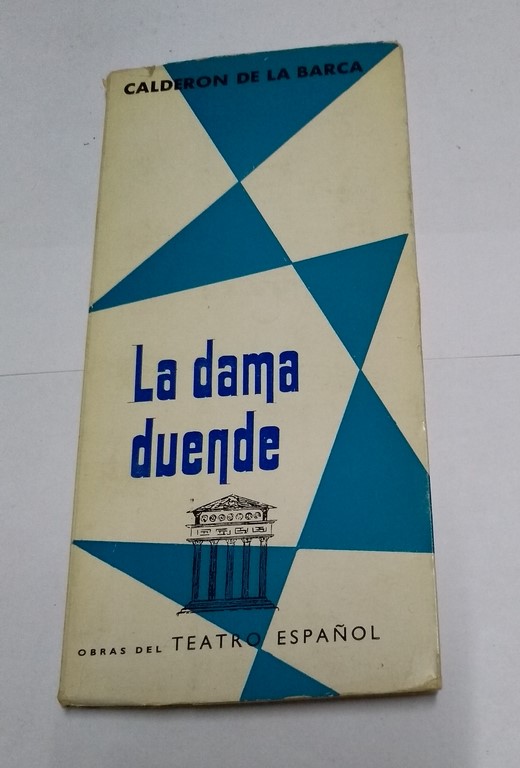 CALDERON DE LA BARCA
La dama
duende
OBRAS DEL TEATRO ESPAÑOL